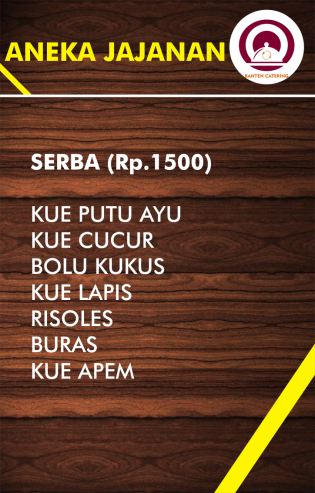 ANEKA JAJANAN
BANTEN CATERING
SERBA (Rp.1500)
KUE PUTU AYU
KUE CUCUR
BOLU KUKUS
KUE LAPIS
RISOLES
BURAS
KUE APEM